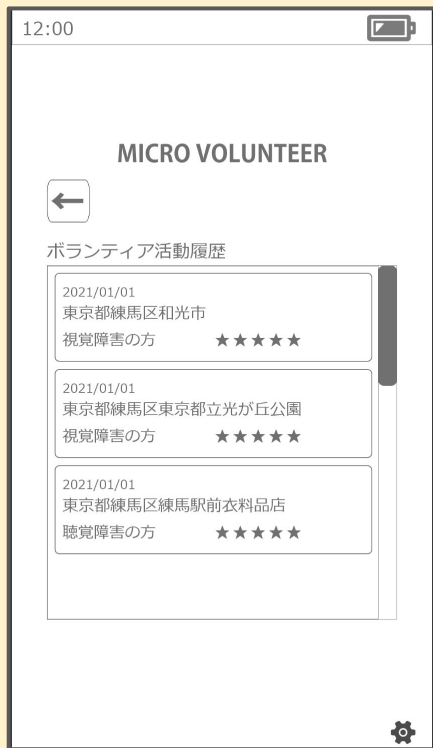 12:00
MICRO VOLUNTEER
ボランティア活動履歴
2021/01/01
東京都練馬区和光市
視覚障害の方 ★★★★★
2021/01/01
東京都練馬区東京都立光が丘公園
視覚障害の方 ★★★★★
2021/01/01
東京都練馬区練馬駅前衣料品店
聴覚障害の方 ★★★★★